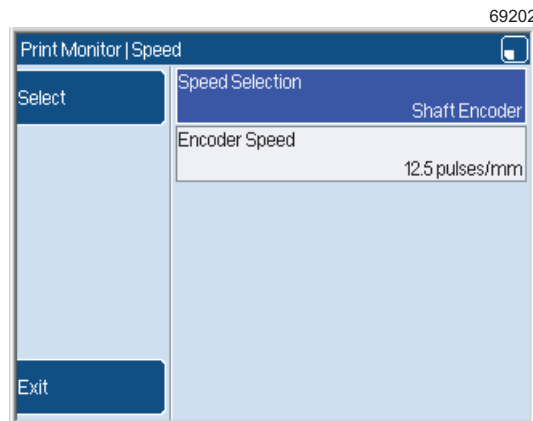 69202
Print Monitor | Speed
Select
Speed Selection
Shaft Encoder
Encoder Speed
12.5 pulses/mm
Exit